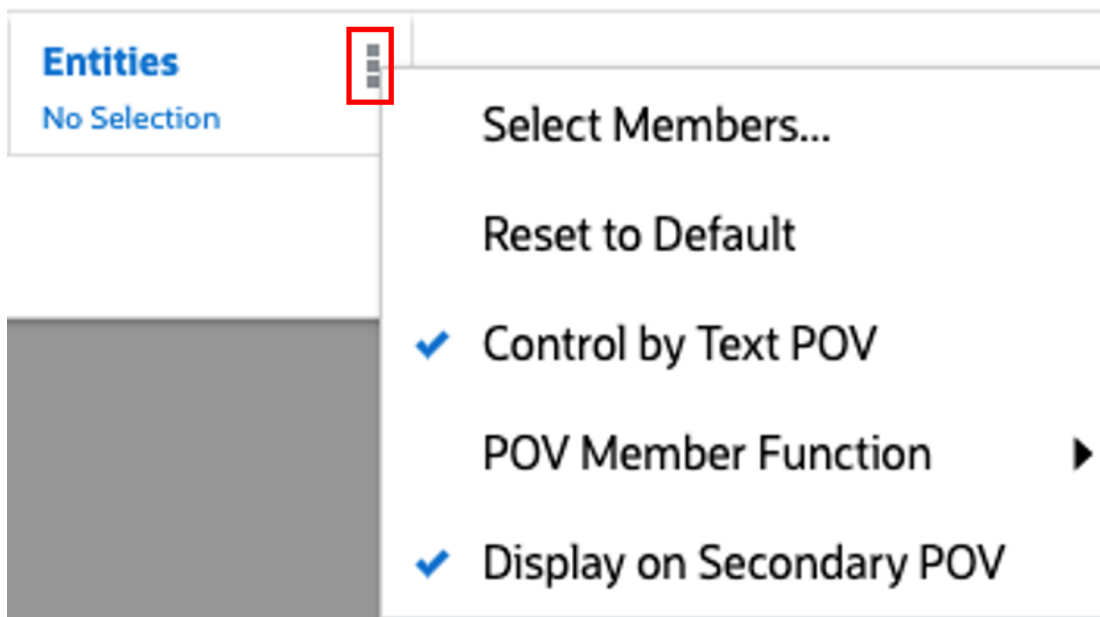 Entities
No Selection
Select Members...
Reset to Default
Control by Text POV
POV Member Function
Display on Secondary POV